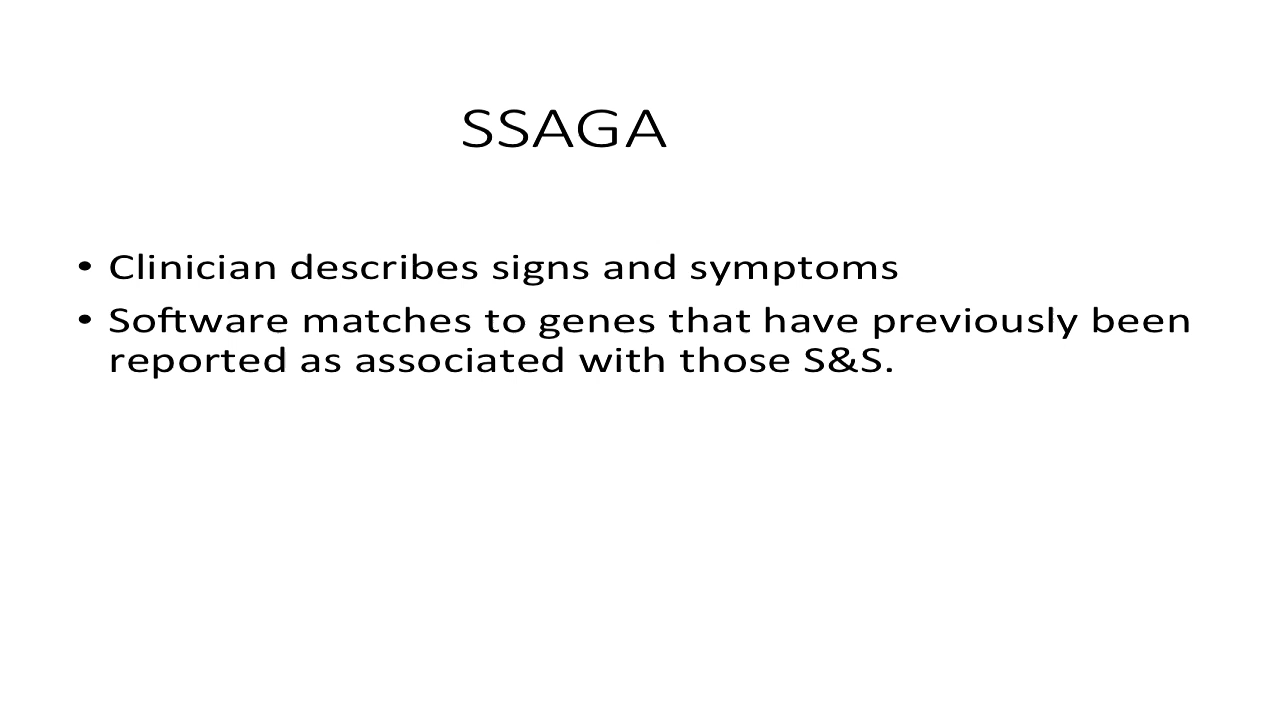 SSAGA
• Clinician describes signs and symptoms
• Software matches to genes that have previously been
reported as associated with those S&S.